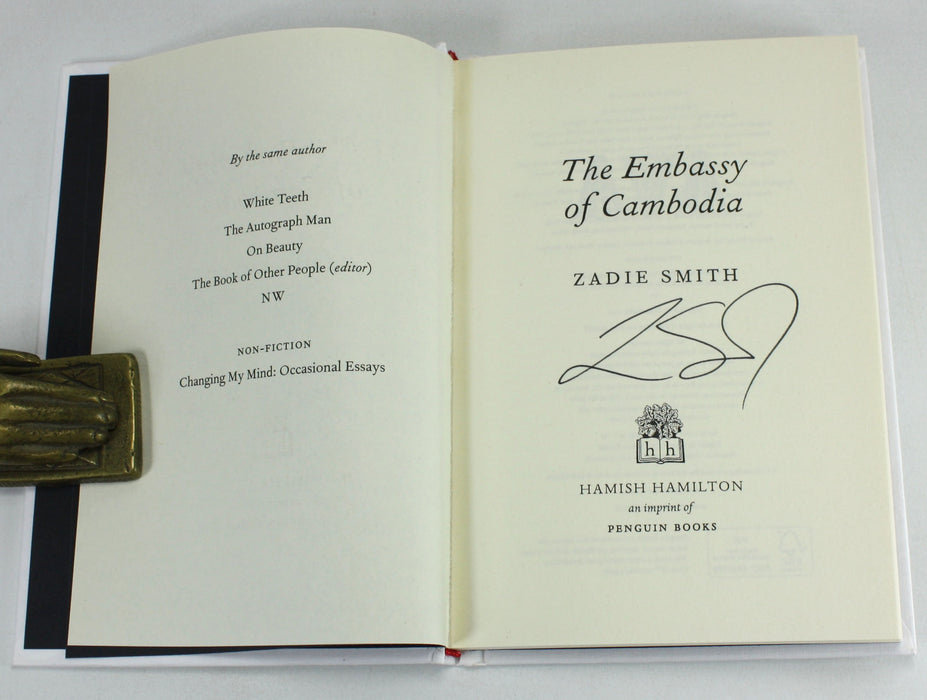 By the same author
White Teeth
The Autograph Man
On Beauty
The Book of Other People (editor)
NW
NON-FICTION
Changing My Mind: Occasional Essays
The Embassy
of Cambodia
ZADIE SMITH
h h
HAMISH HAMILTON
an imprint of
PENGUIN BOOKS